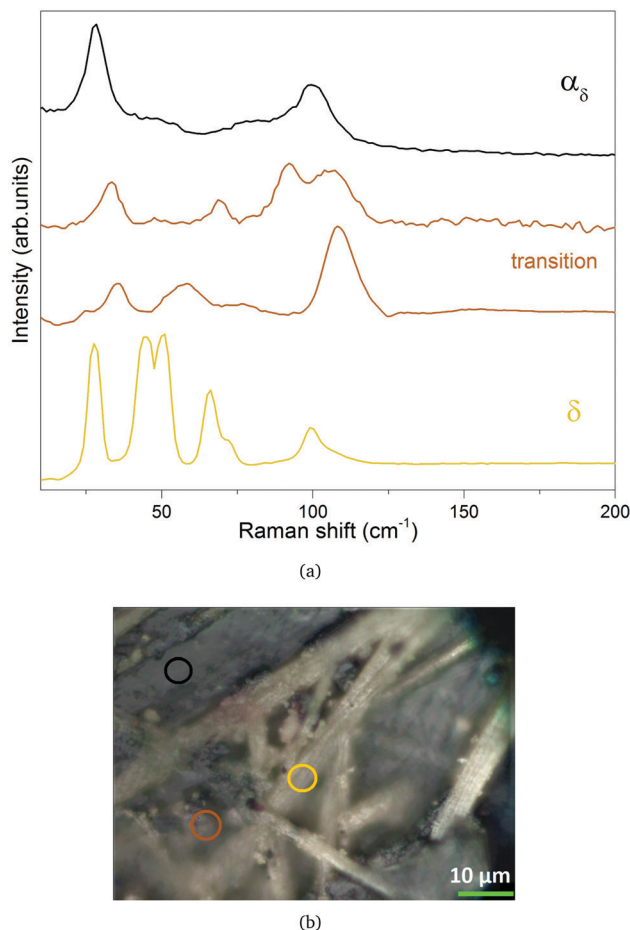 α_δ
transition
δ
Intensity (arb.units)
50 100 150 200
Raman shift (cm⁻¹)
(a)
10 µm
(b)